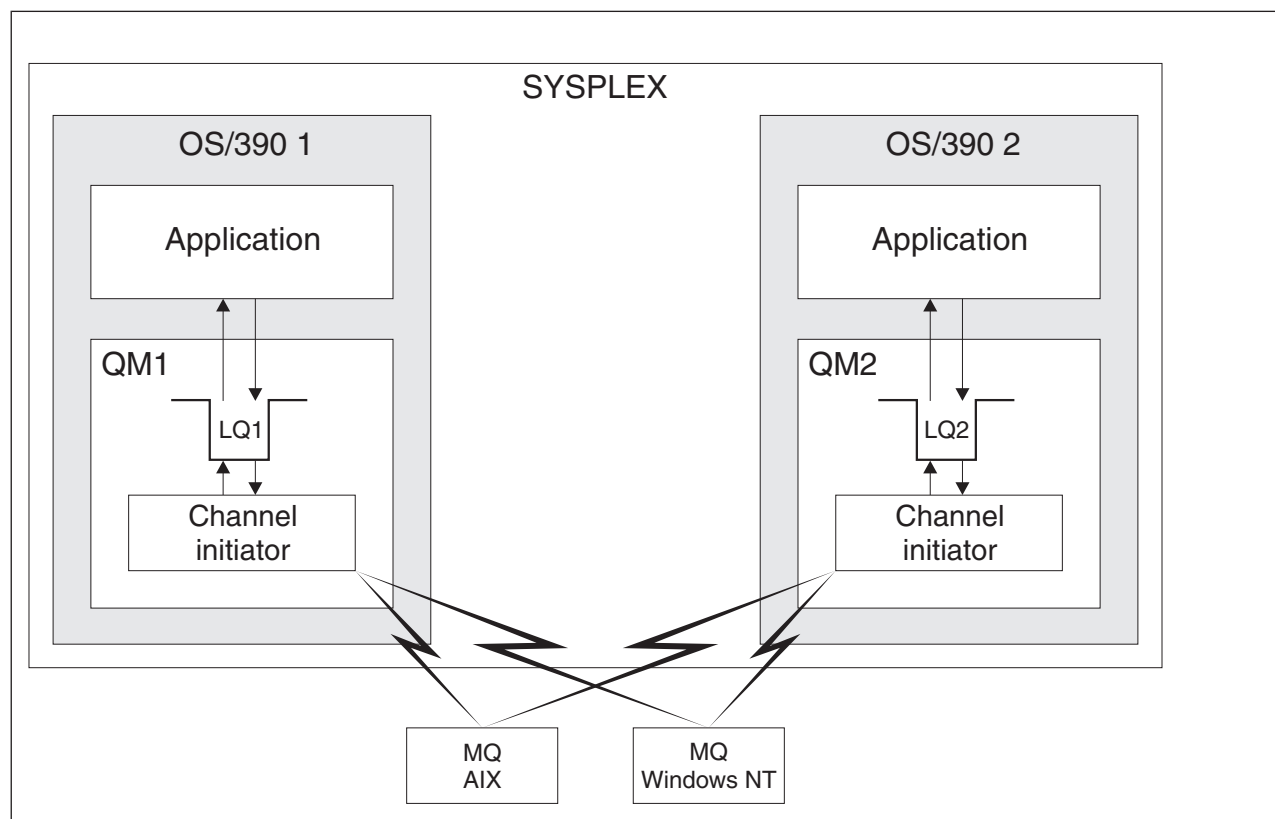 SYSPLEX
OS/390 1
Application
QM1
LQ1
Channel
initiator
OS/390 2
Application
QM2
LQ2
Channel
initiator
MQ
AIX
MQ
Windows NT